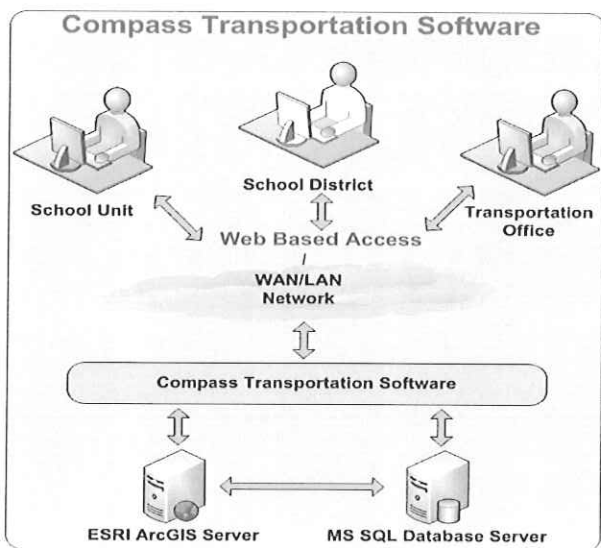 Compass Transportation Software
School Unit
School District
Transportation
Office
Web Based Access
WAN/LAN
Network
Compass Transportation Software
ESRI ArcGIS Server
MS SQL Database Server